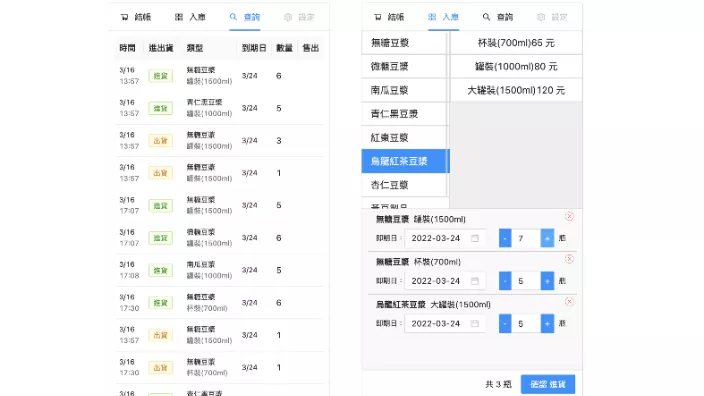 結帳 入庫 查詢 設定
時間 進出貨 類型 到期日 數量 售出
3/16 13:57 進貨 無糖豆漿 罐裝(1500ml) 3/24 6
3/16 13:57 進貨 青仁黑豆漿 罐裝(1500ml) 3/24 5
3/16 13:57 出貨 無糖豆漿 罐裝(1500ml) 3/24 3
3/16 13:57 出貨 無糖豆漿 罐裝(1500ml) 3/24 1
3/16 17:07 進貨 無糖豆漿 罐裝(1500ml) 3/24 5
3/16 17:07 進貨 微糖豆漿 罐裝(1500ml) 3/24 6
3/16 17:08 進貨 南瓜豆漿 罐裝(1000ml) 3/24 5
3/16 17:30 進貨 無糖豆漿 杯裝(700ml) 3/24 6
3/16 13:57 出貨 無糖豆漿 罐裝(1500ml) 3/24 1
3/16 17:30 出貨 無糖豆漿 杯裝(700ml) 3/24 1
3/16 青仁黑豆漿
結帳 入庫 查詢 設定
無糖豆漿 杯裝(700ml)65 元
微糖豆漿 罐裝(1000ml)80 元
南瓜豆漿 大罐裝(1500ml)120 元
青仁黑豆漿
紅棗豆漿
烏龍紅茶豆漿
杏仁豆漿
無糖豆漿 罐裝(1500ml)
即期日: 2022-03-24 - 7 + 瓶
無糖豆漿 杯裝(700ml)
即期日: 2022-03-24 - 5 + 瓶
烏龍紅茶豆漿 大罐裝(1500ml)
即期日: 2022-03-24 - 5 + 瓶
共 3 瓶 確認 進貨